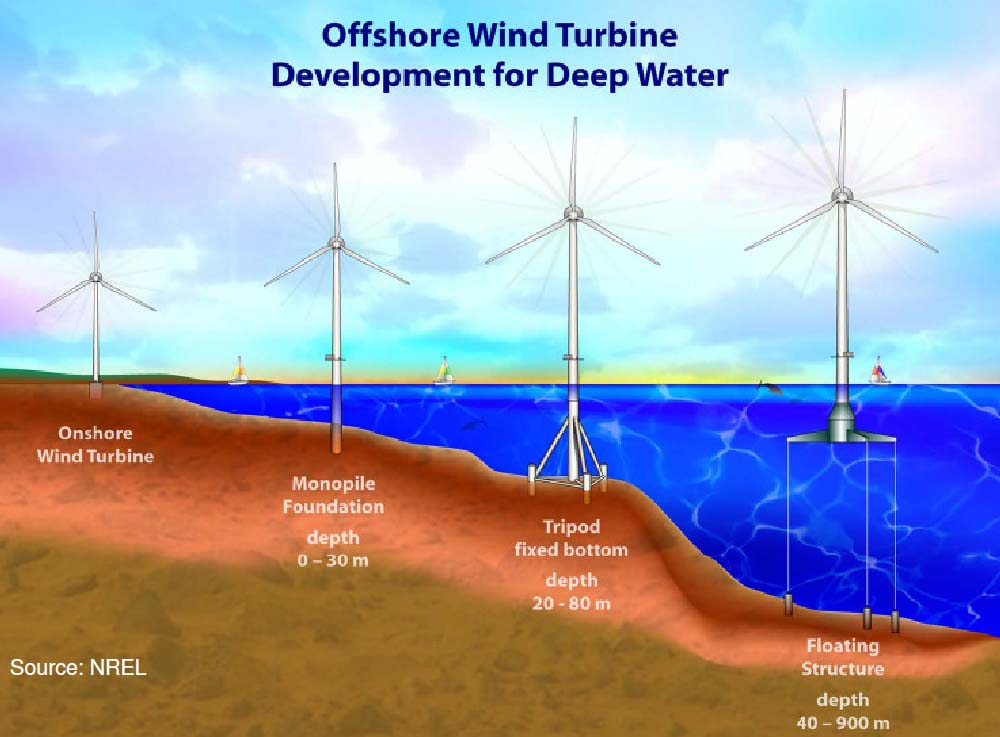 Offshore Wind Turbine
Development for Deep Water
Onshore
Wind Turbine
Monopile
Foundation
depth
0 – 30 m
Tripod
fixed bottom
depth
20 - 80 m
Floating
Structure
depth
40 – 900 m
Source: NREL